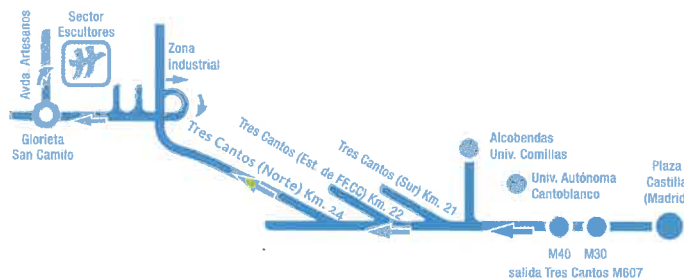 Sector
Escultores
Avda. Artesanos
Zona
industrial
Glorieta
San Camilo
Tres Cantos (Norte) Km. 24
Tres Cantos (Est. de FF.CC) Km. 22
Tres Cantos (Sur) Km. 21
Alcobendas
Univ. Comillas
Univ. Autónoma
Cantoblanco
Plaza
Castilla
(Madrid
M40
M30
salida Tres Cantos M607